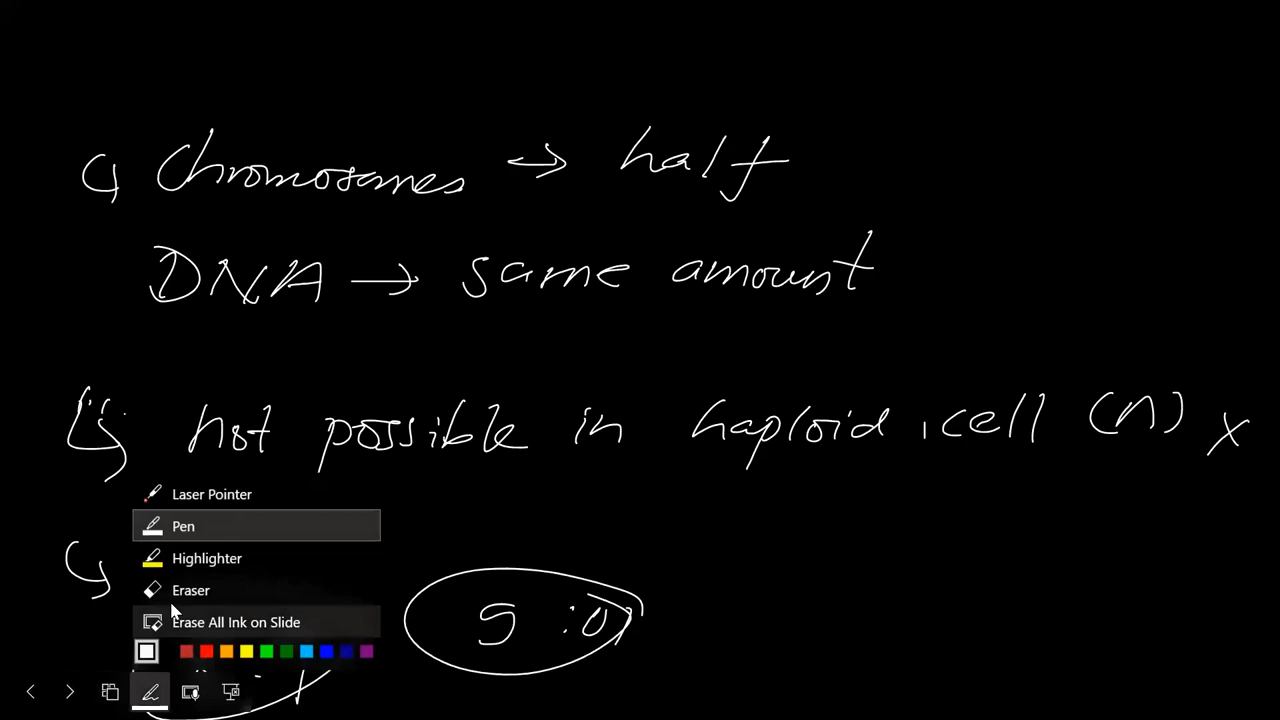 Chromosomes → half
DNA → same amount
not possible in haploid cell (n) x
Laser Pointer
Pen
Highlighter
Eraser
Erase All Ink on Slide